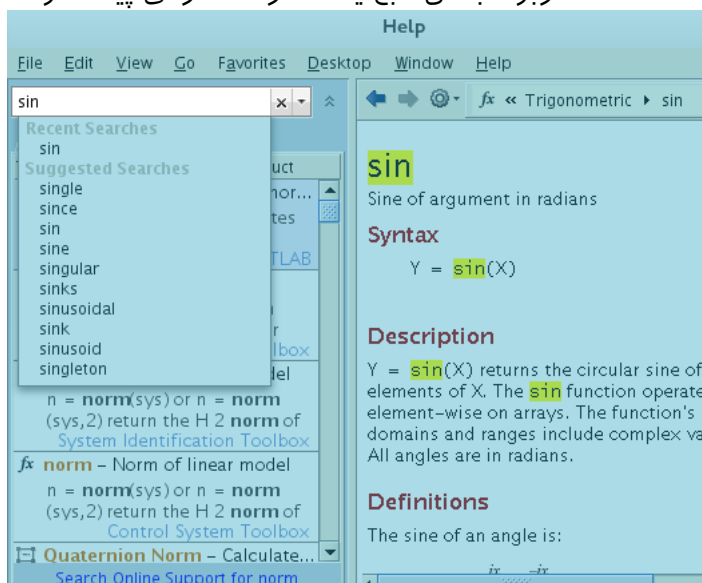 Help
File Edit View Go Favorites Desktop Window Help
sin
Recent Searches
sin
Suggested Searches
single
since
sin
sine
singular
sinks
sinusoidal
sink
sinusoid
singleton
n = norm(sys) or n = norm
(sys,2) return the H 2 norm of
System Identification Toolbox
fx norm – Norm of linear model
n = norm(sys) or n = norm
(sys,2) return the H 2 norm of
Control System Toolbox
Quaternion Norm – Calculate...
Search Online Support for norm
fx « Trigonometric ▸ sin
sin
Sine of argument in radians
Syntax
Y = sin(X)
Description
Y = sin(X) returns the circular sine of
elements of X. The sin function operate
element-wise on arrays. The function's
domains and ranges include complex va
All angles are in radians.
Definitions
The sine of an angle is: